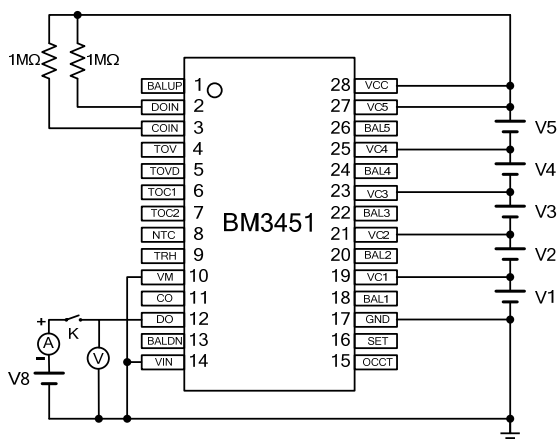 1MΩ 1MΩ
BALUP 1 28 VCC
DOIN 2 27 VC5
COIN 3 26 BAL5 V5
TOV 4 25 VC4
TOVD 5 24 BAL4 V4
TOC1 6 23 VC3
TOC2 7 BM3451 22 BAL3 V3
NTC 8 21 VC2
TRH 9 20 BAL2 V2
VM 10 19 VC1
CO 11 18 BAL1 V1
+ K DO 12 17 GND
A V BALDN 13 16 SET
- V8 VIN 14 15 OCCT